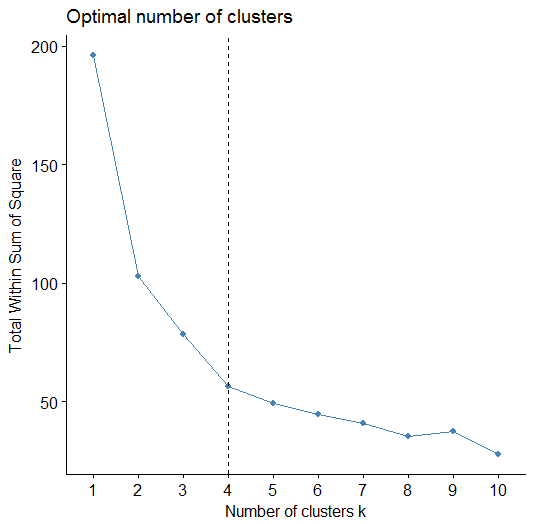 Optimal number of clusters
200
150
100
50
Total Within Sum of Square
1 2 3 4 5 6 7 8 9 10
Number of clusters k